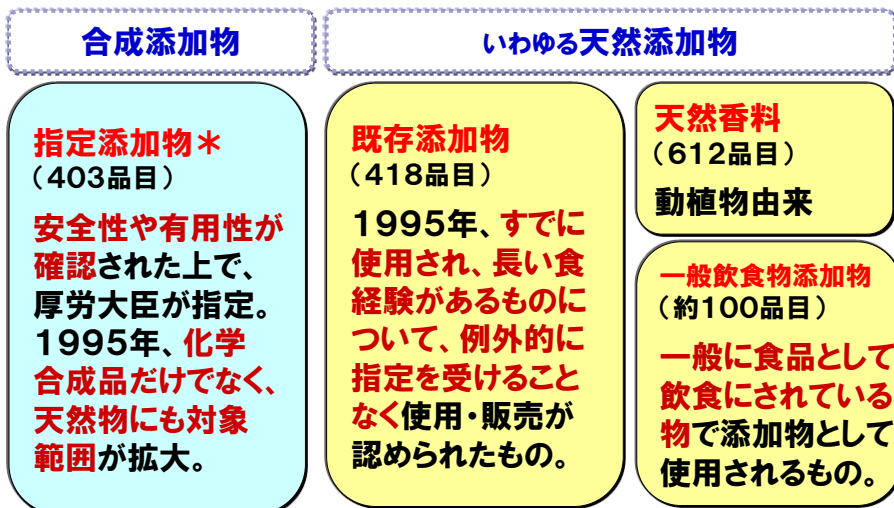 合成添加物
いわゆる天然添加物
指定添加物＊
（403品目）
安全性や有用性が
確認された上で、
厚労大臣が指定。
1995年、化学
合成品だけでなく、
天然物にも対象
範囲が拡大。
既存添加物
（418品目）
1995年、すでに
使用され、長い食
経験があるものに
ついて、例外的に
指定を受けること
なく使用・販売が
認められたもの。
天然香料
（612品目）
動植物由来
一般飲食物添加物
（約100品目）
一般に食品として
飲食にされている
物で添加物として
使用されるもの。